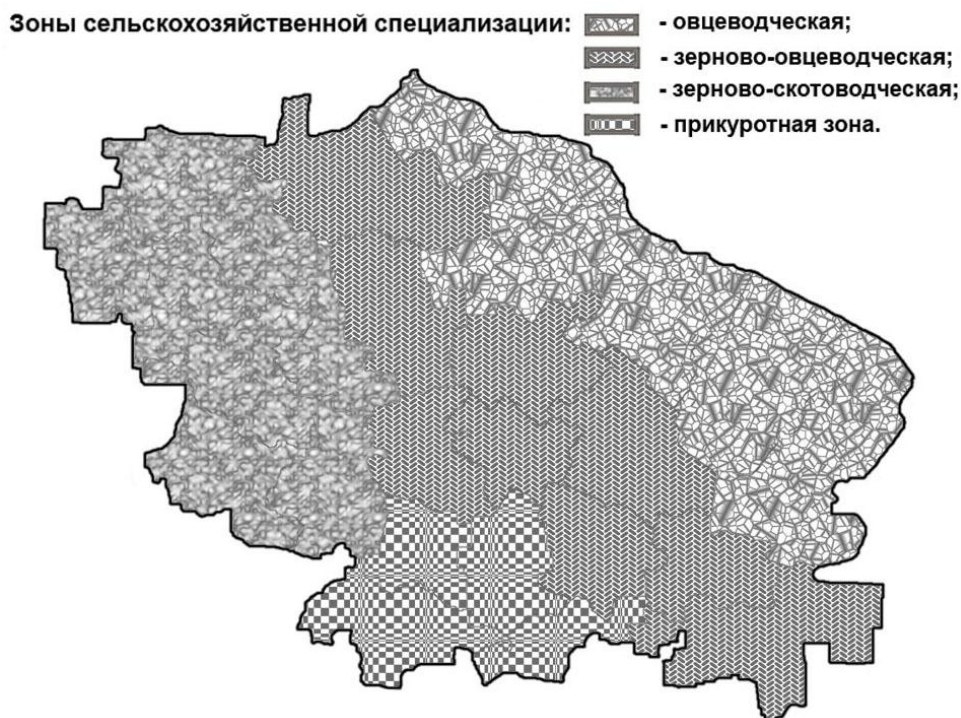 Зоны сельскохозяйственной специализации:
- овцеводческая;
- зерново-овцеводческая;
- зерново-скотоводческая;
- прикуротная зона.